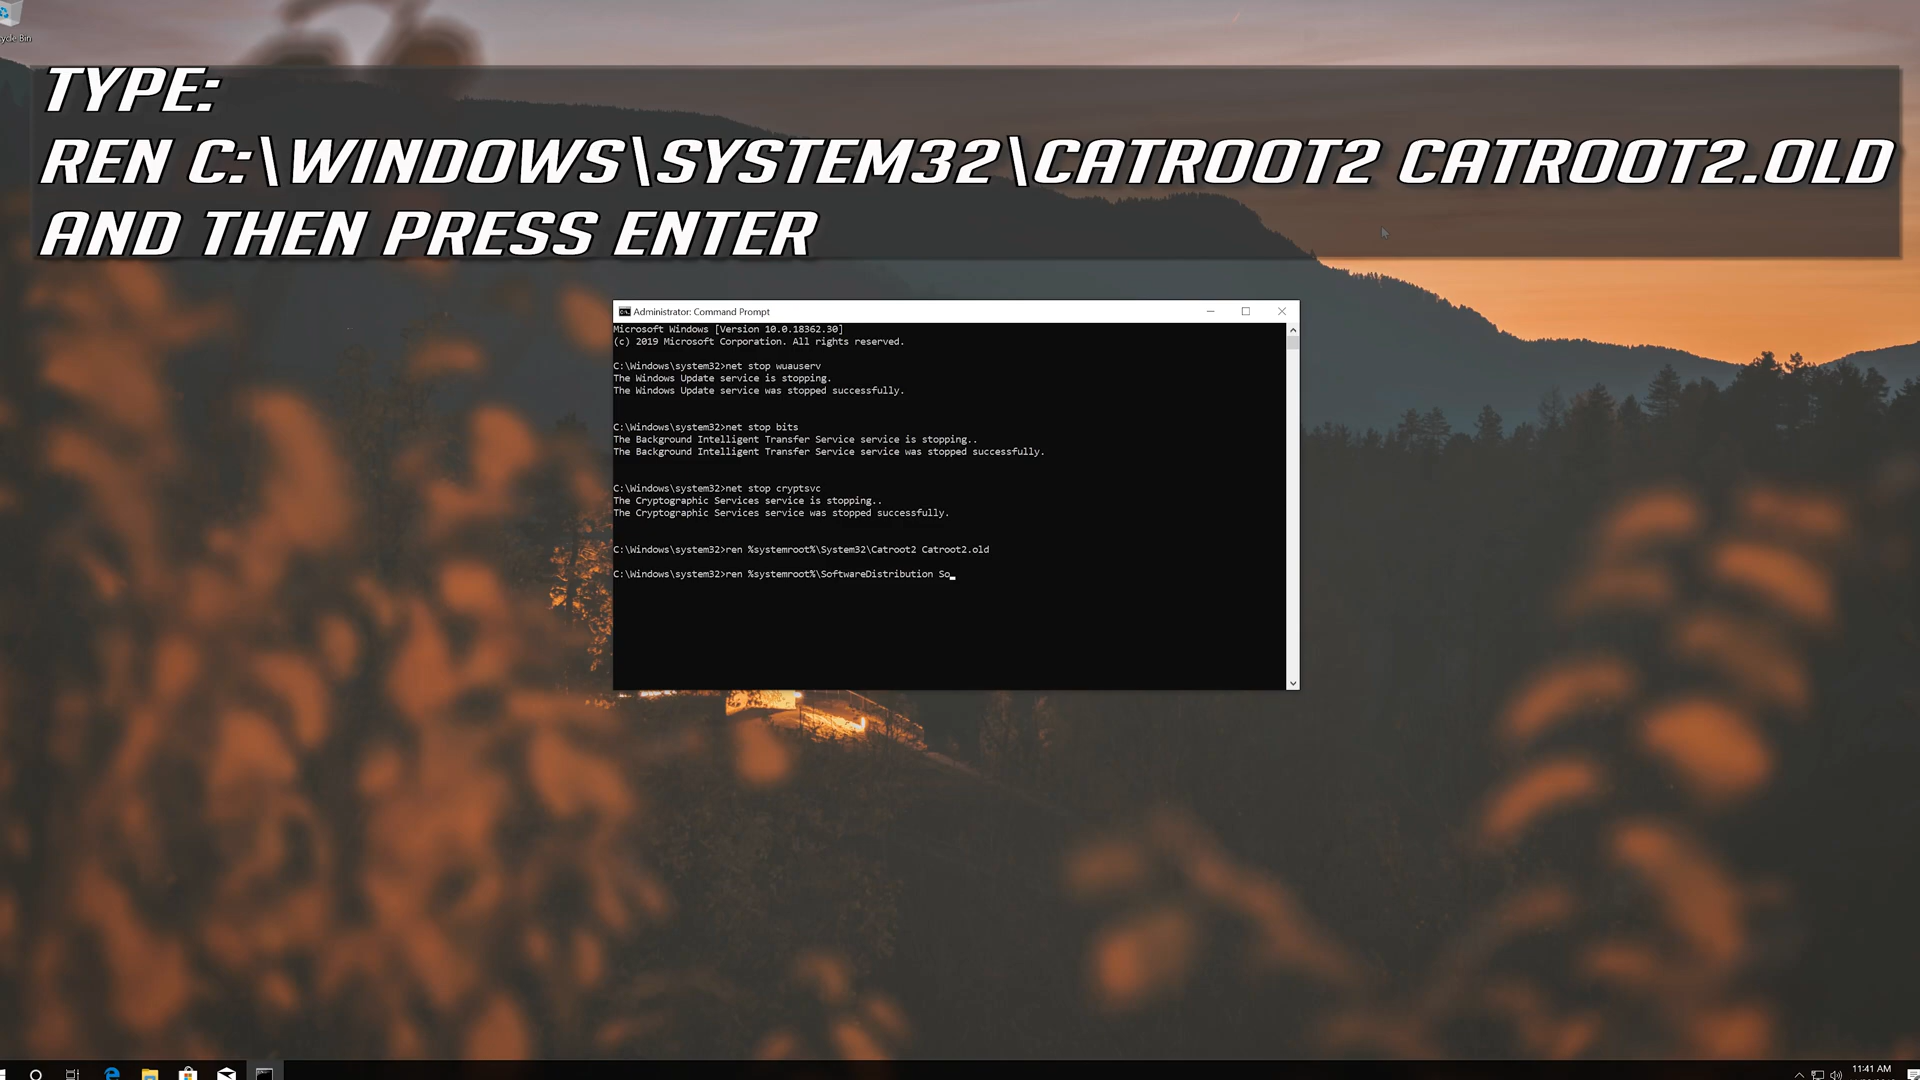 ycle Bin
TYPE:
REN C:\WINDOWS\SYSTEM32\CATROOT2 CATROOT2.OLD
AND THEN PRESS ENTER
Administrator: Command Prompt
Microsoft Windows [Version 10.0.18362.30]
(c) 2019 Microsoft Corporation. All rights reserved.
C:\Windows\system32>net stop wuauserv
The Windows Update service is stopping.
The Windows Update service was stopped successfully.
C:\Windows\system32>net stop bits
The Background Intelligent Transfer Service service is stopping..
The Background Intelligent Transfer Service service was stopped successfully.
C:\Windows\system32>net stop cryptsvc
The Cryptographic Services service is stopping..
The Cryptographic Services service was stopped successfully.
C:\Windows\system32>ren %systemroot%\System32\Catroot2 Catroot2.old
C:\Windows\system32>ren %systemroot%\SoftwareDistribution So
11:41 AM